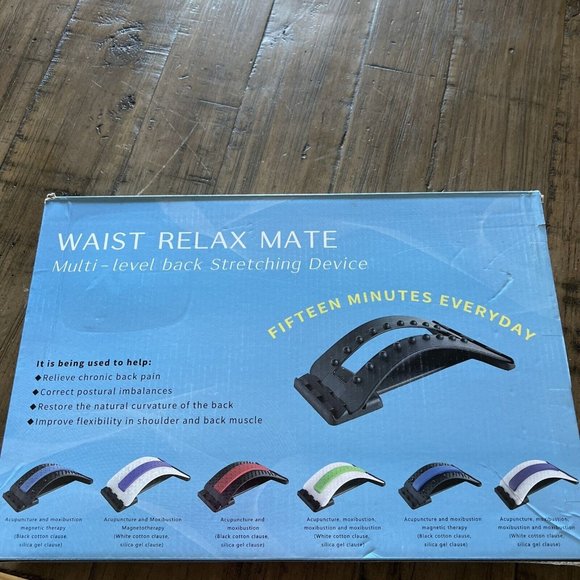 WAIST RELAX MATE
Multi-level back Stretching Device
FIFTEEN MINUTES EVERYDAY
It is being used to help:
◆Relieve chronic back pain
◆Correct postural imbalances
◆Restore the natural curvature of the back
◆Improve flexibility in shoulder and back muscle
Acupuncture and moxibustion
magnetic therapy
(Black cotton clause,
silica gel clause)
Acupuncture and Moxibustion
Magnetotherapy
(White cotton clause,
silica gel clause)
Acupuncture and
moxibustion
(Black cotton clause,
silica gel clause)
Acupuncture, moxibustion,
moxibustion and moxibustion
(White cotton clause,
silica gel clause)
Acupuncture and moxibustion
magnetic therapy
(Black cotton clause,
silica gel clause)
Acupuncture, moxibustion,
moxibustion and moxibustion
(White cotton clause,
silica gel clause)